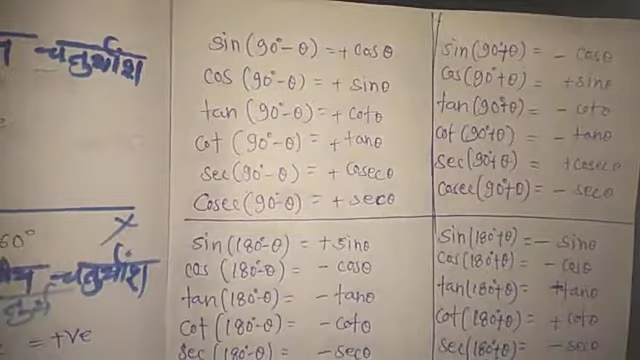 चतुर्थांश
60°
चतुर्थांश
= +ve
sin(90°-θ) = + cosθ
cos(90°-θ) = + sinθ
tan(90°-θ) = + cotθ
cot(90°-θ) = + tanθ
sec(90°-θ) = + cosecθ
Cosec(90°-θ) = + secθ
sin(90°+θ) = - cosθ
cos(90°+θ) = + sinθ
tan(90°+θ) = - cotθ
cot(90°+θ) = - tanθ
sec(90°+θ) = + cosecθ
cosec(90°+θ) = - secθ
sin(180°-θ) = + sinθ
cos(180°-θ) = - cosθ
tan(180°-θ) = - tanθ
cot(180°-θ) = - cotθ
sec(180°-θ) = - secθ
sin(180°+θ) = - sinθ
cos(180°+θ) = - cosθ
tan(180°+θ) = + tanθ
cot(180°+θ) = + cotθ
sec(180°+θ) = - secθ